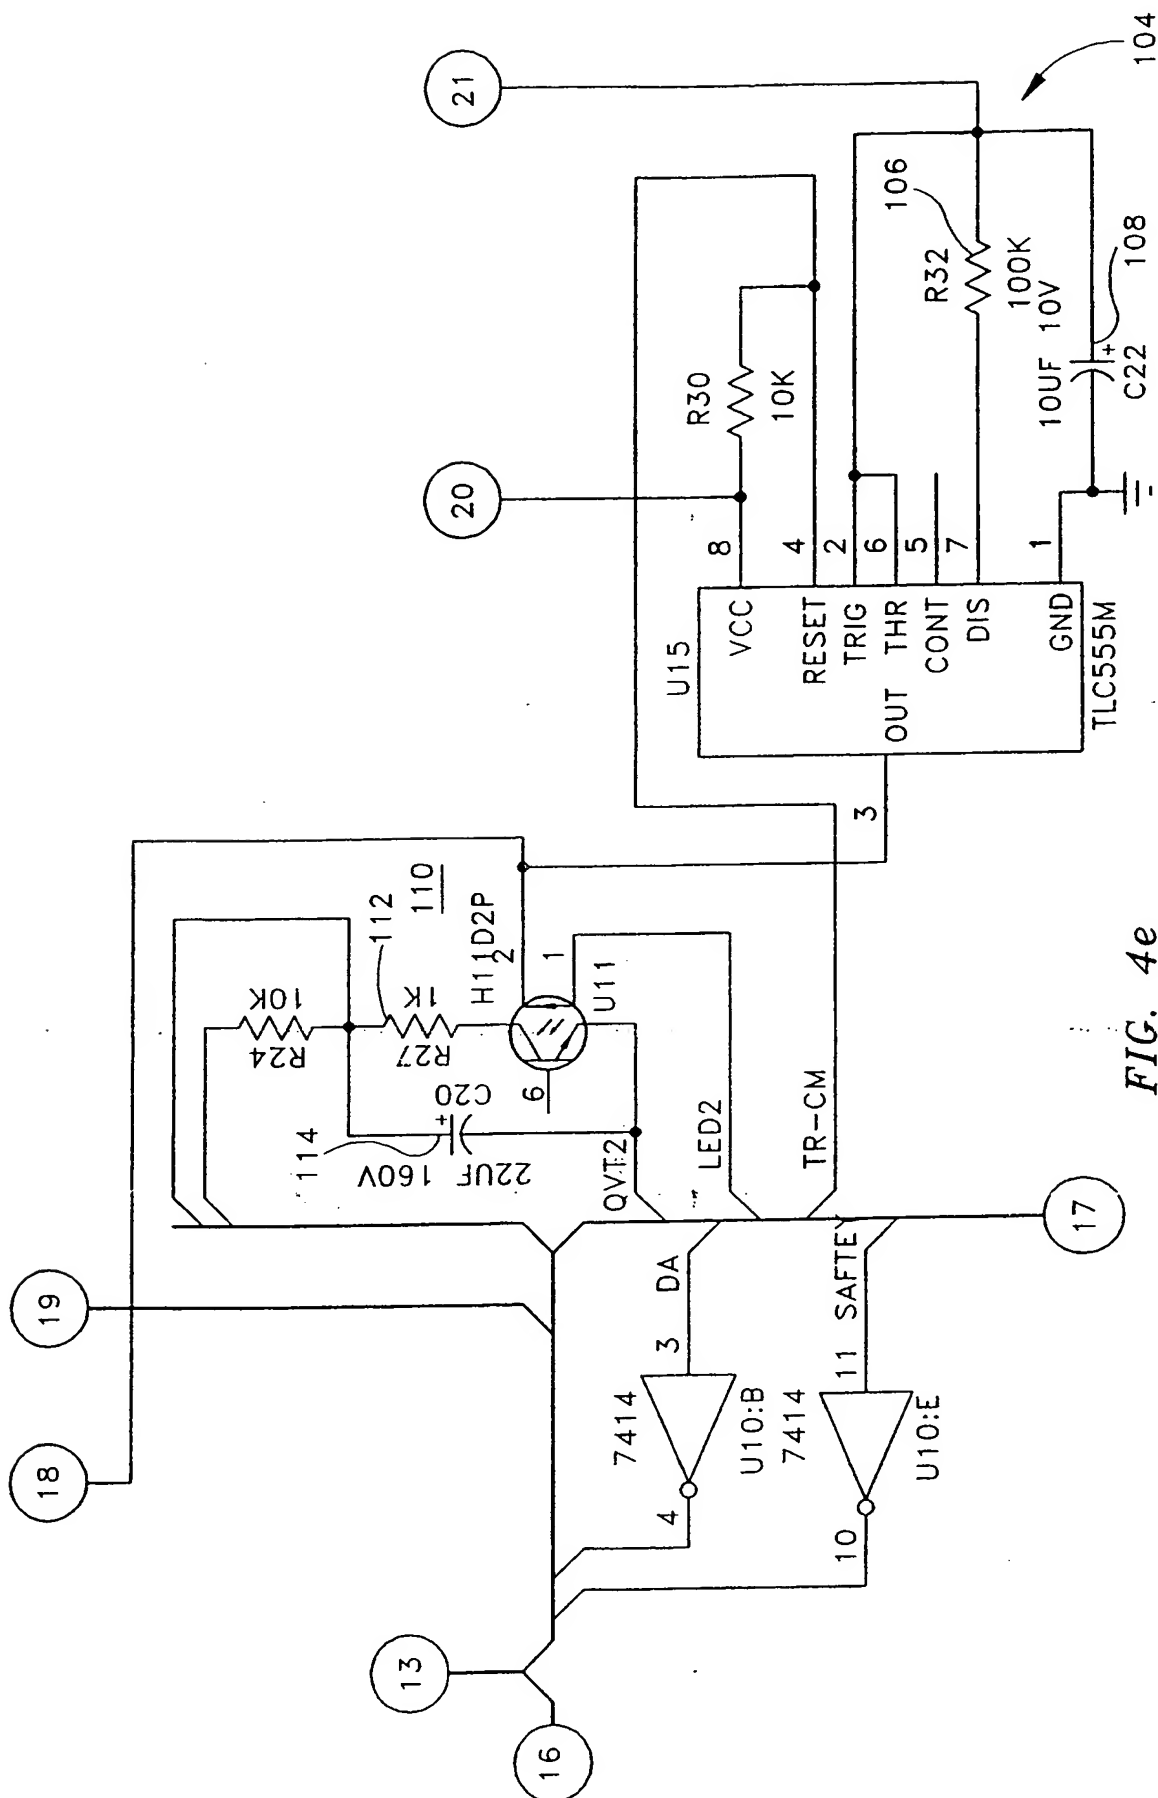 18
19
13
16
17
20
21
104
114
22UF 160V
C20
R24
10K
R27
1K
112
110
H11D2P
2
1
6
U11
QVT2
LED2
TR-CM
DA
3
7414
4
U10:B
SAFTEY
11
7414
10
U10:E
3
U15
VCC
RESET
TRIG
OUT THR
CONT
DIS
GND
TLC555M
8
4
2
6
5
7
1
R30
10K
R32
100K
106
10UF 10V
C22
108
+
+
FIG. 4e